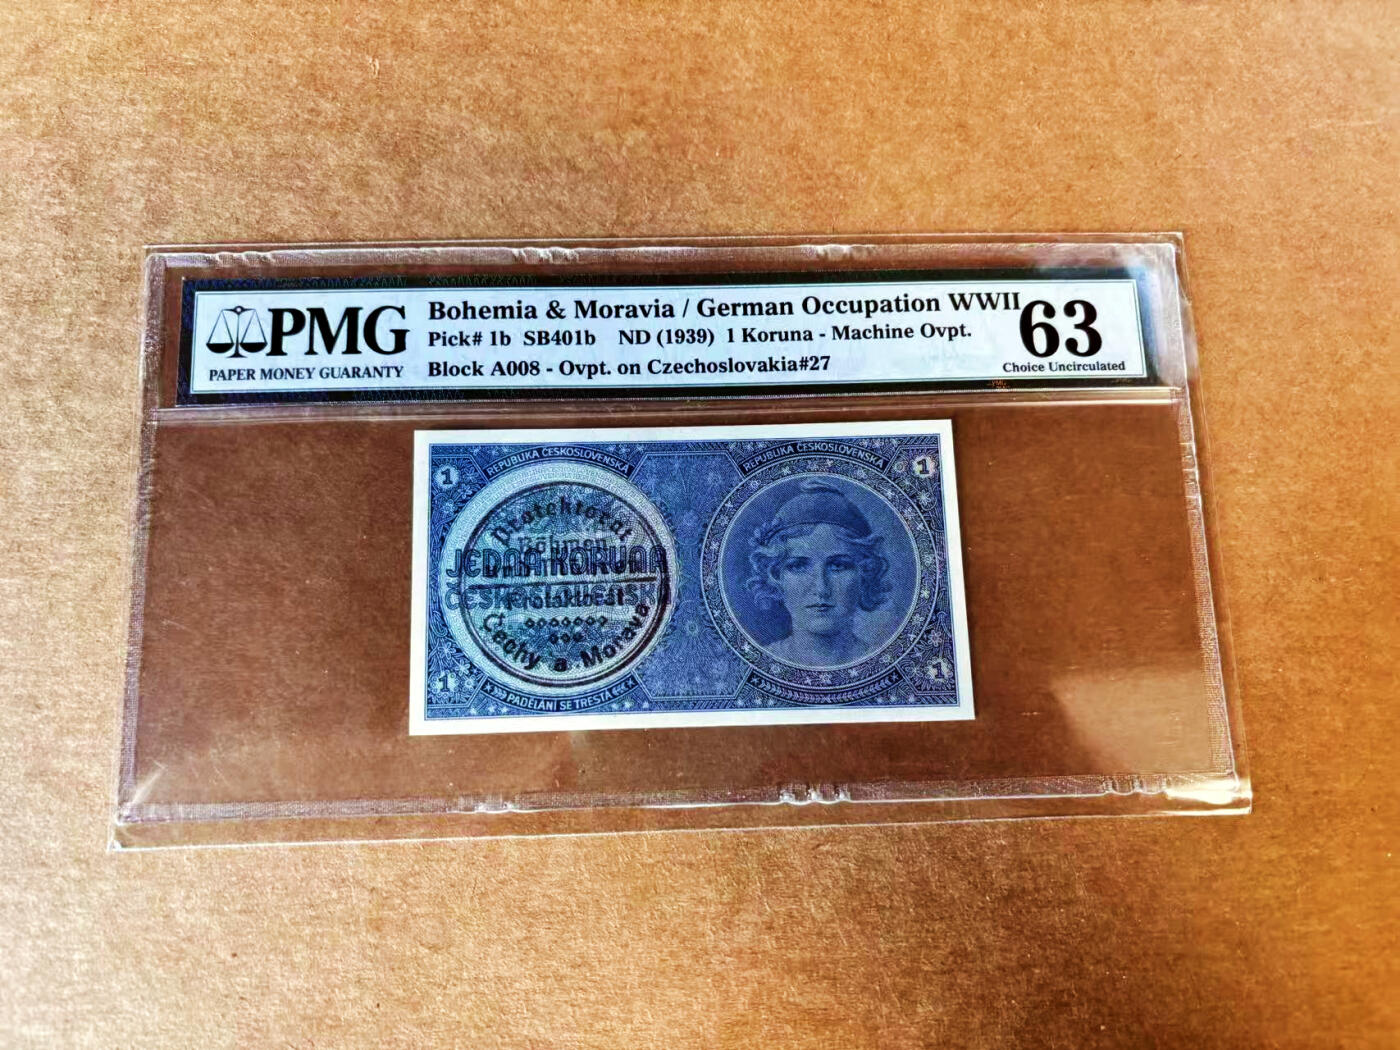 PMG
PAPER MONEY GUARANTY
Bohemia & Moravia / German Occupation WWII
Pick# 1b SB401b ND (1939) 1 Koruna - Machine Ovpt.
Block A008 - Ovpt. on Czechoslovakia#27
63
Choice Uncirculated
1
REPUBLIKA ČESKOSLOVENSKÁ
REPUBLIKA ČESKOSLOVENSKÁ
1
Protektorat
Böhmen
JEDNA KORUNA
ČESKOSLOVENSKÁ
Protektorát
Čechy a Morava
1
PADĚLÁNÍ SE TRESTÁ
1